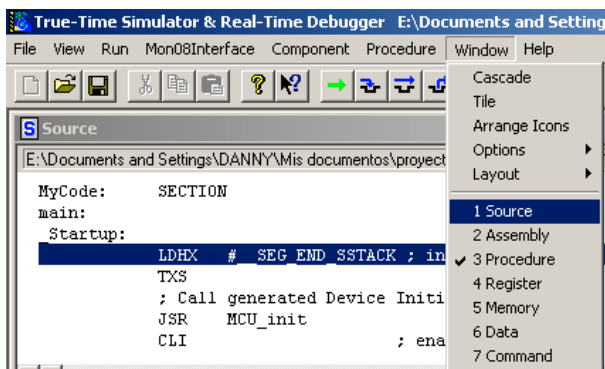 True-Time Simulator & Real-Time Debugger E:\Documents and Setting
File View Run Mon08Interface Component Procedure Window Help
Cascade
Tile
Arrange Icons
Options
Layout
1 Source
2 Assembly
3 Procedure
4 Register
5 Memory
6 Data
7 Command
S Source
E:\Documents and Settings\DANNY\Mis documentos\proyect
MyCode: SECTION
main:
_Startup:
LDHX #__SEG_END_SSTACK ; in
TXS
; Call generated Device Initi
JSR MCU_init
CLI ; ena